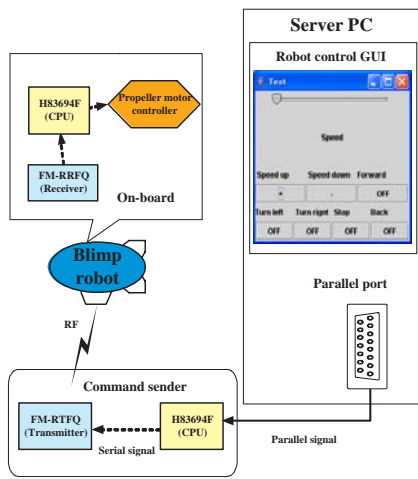 Server PC
Robot control GUI
Test
Speed
Speed up Speed down Forward
+ - OFF
Turn left Turn right Stop Back
OFF OFF OFF OFF
Parallel port
H83694F
(CPU)
Propeller motor
controller
FM-RRFQ
(Receiver)
On-board
Blimp
robot
RF
Command sender
FM-RTFQ
(Transmitter)
Serial signal
H83694F
(CPU)
Parallel signal